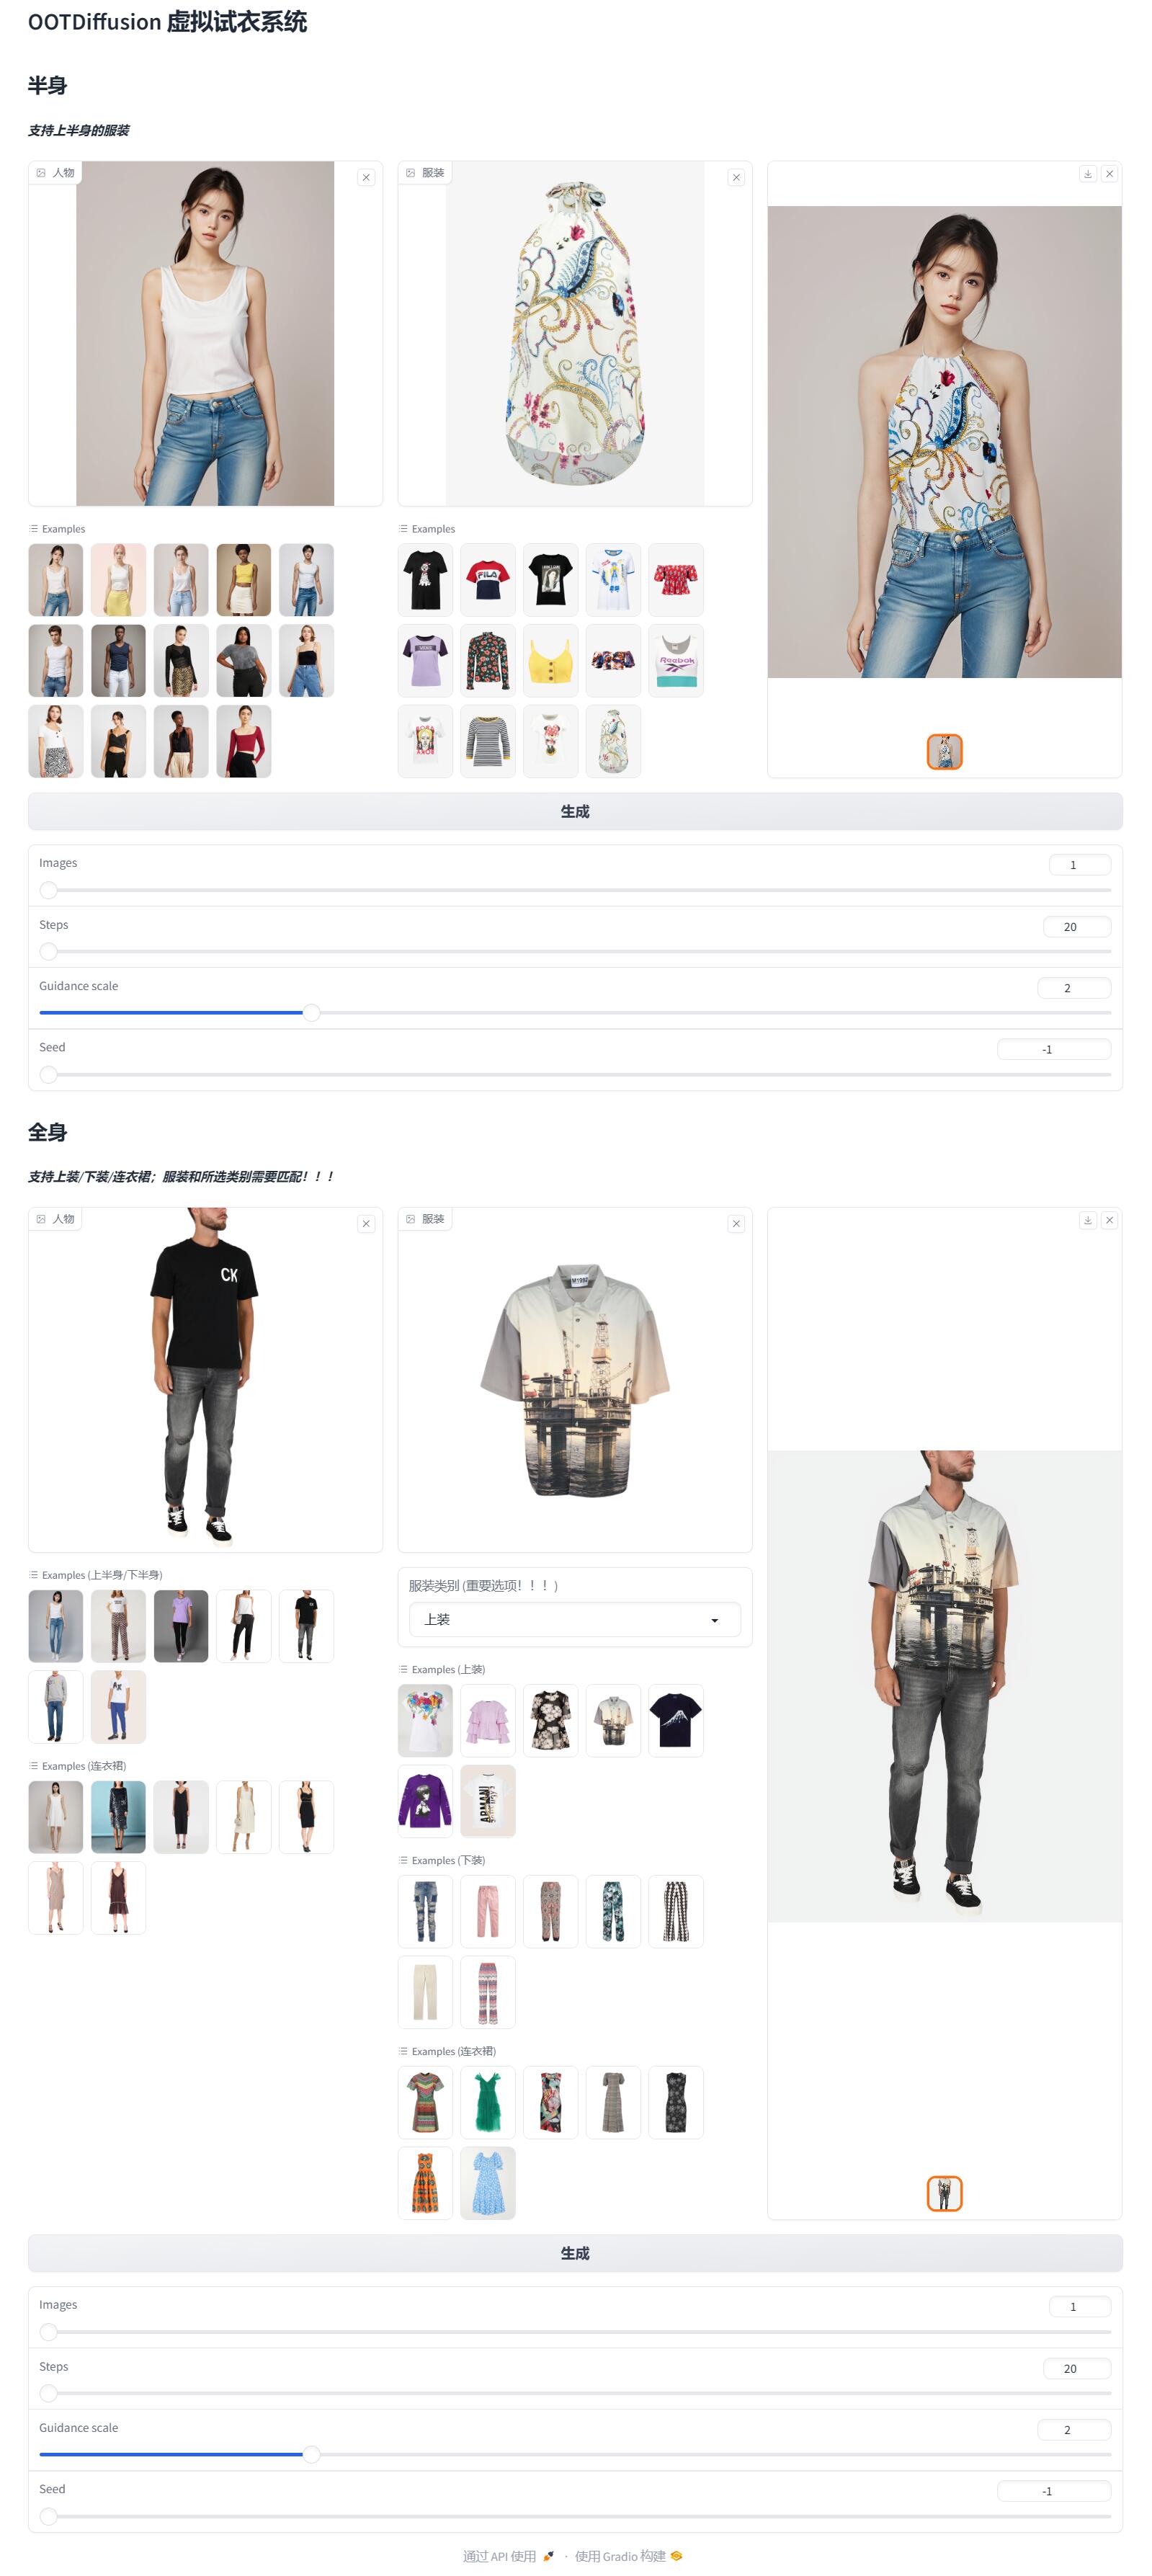 OOTDiffusion 虚拟试衣系统
半身
支持上半身的服装
人物
服装
Examples
Examples
FILA
Reebok
生成
Images
1
Steps
20
Guidance scale
2
Seed
-1
全身
支持上装/下装/连衣裙；服装和所选类别需要匹配！！！
人物
服装
CK
M1992
Examples (上半身/下半身)
服装类别 (重要选项！！！)
上装
Examples (上装)
Examples (连衣裙)
ARMANI
Examples (下装)
Examples (连衣裙)
生成
Images
1
Steps
20
Guidance scale
2
Seed
-1
通过 API 使用 · 使用 Gradio 构建